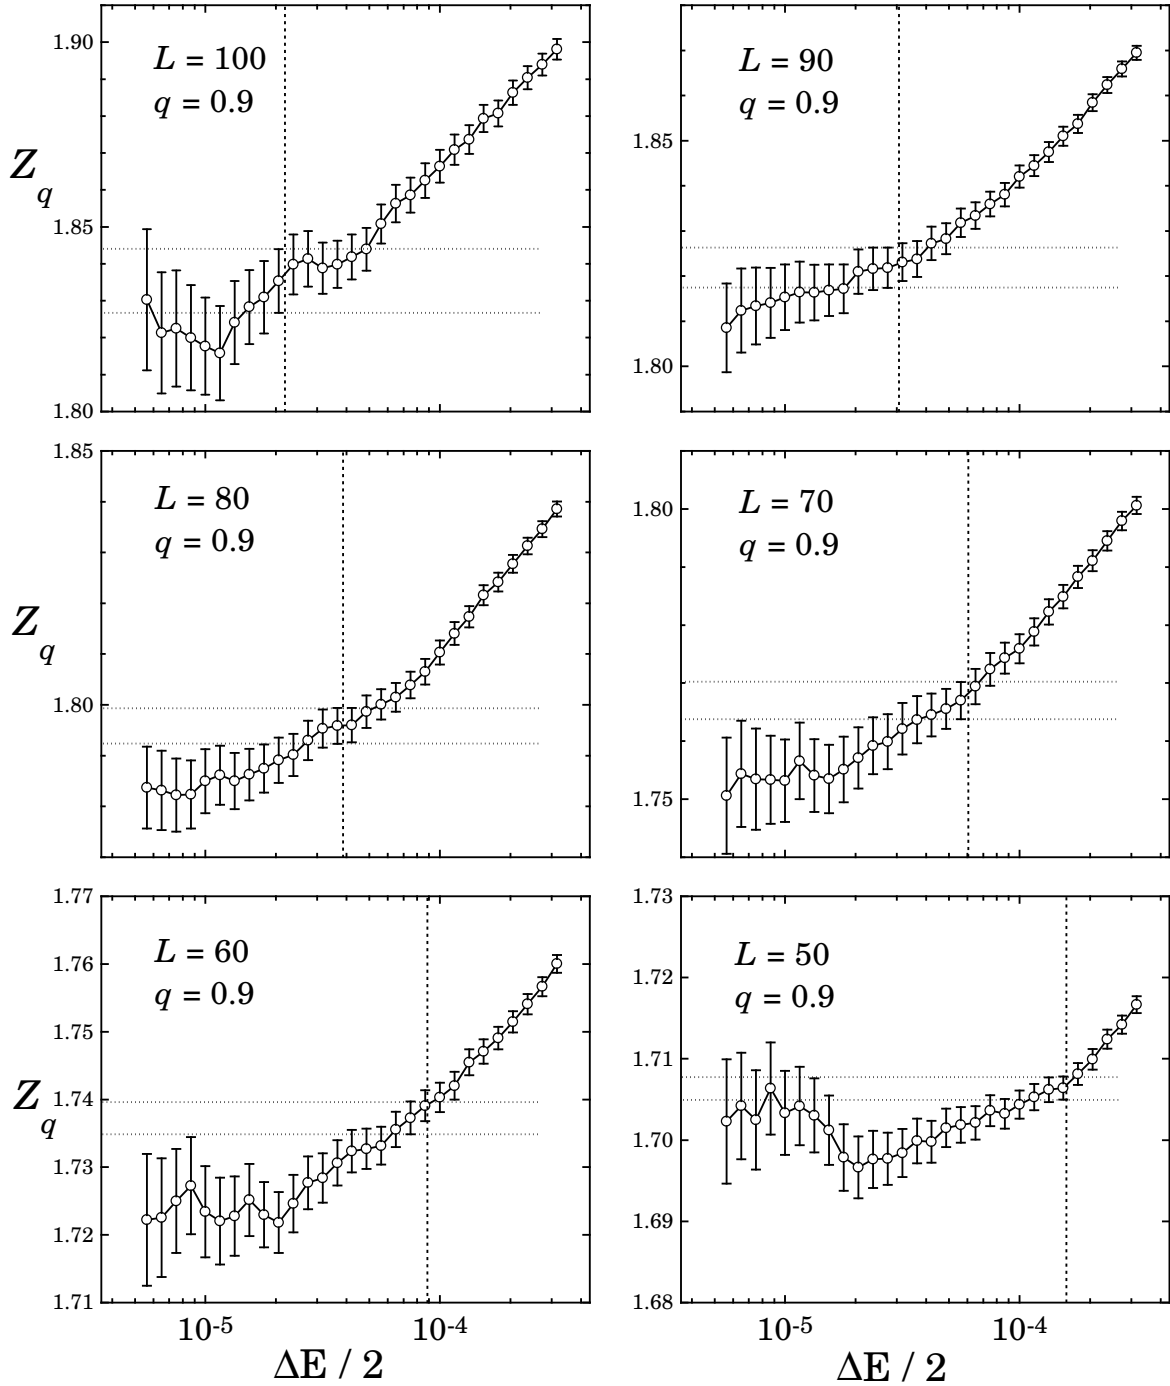 L = 100
q = 0.9
Z_q
1.90
1.85
1.80
L = 90
q = 0.9
1.85
1.80
L = 80
q = 0.9
Z_q
1.85
1.80
L = 70
q = 0.9
1.80
1.75
L = 60
q = 0.9
Z_q
1.77
1.76
1.75
1.74
1.73
1.72
1.71
10^-5
10^-4
ΔE / 2
L = 50
q = 0.9
1.73
1.72
1.71
1.70
1.69
1.68
10^-5
10^-4
ΔE / 2